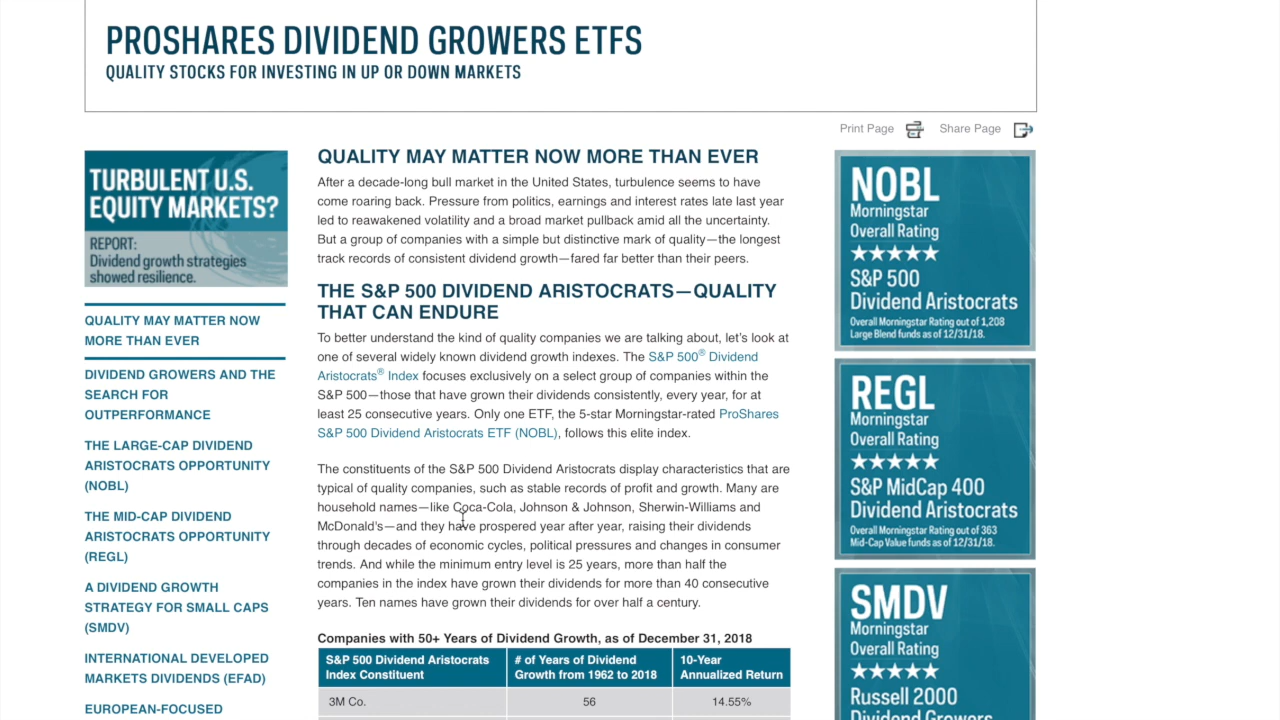 PROSHARES DIVIDEND GROWERS ETFS
QUALITY STOCKS FOR INVESTING IN UP OR DOWN MARKETS
Print Page
Share Page
TURBULENT U.S.
EQUITY MARKETS?
REPORT:
Dividend growth strategies
showed resilience.
QUALITY MAY MATTER NOW
MORE THAN EVER
DIVIDEND GROWERS AND THE
SEARCH FOR
OUTPERFORMANCE
THE LARGE-CAP DIVIDEND
ARISTOCRATS OPPORTUNITY
(NOBL)
THE MID-CAP DIVIDEND
ARISTOCRATS OPPORTUNITY
(REGL)
A DIVIDEND GROWTH
STRATEGY FOR SMALL CAPS
(SMDV)
INTERNATIONAL DEVELOPED
MARKETS DIVIDENDS (EFAD)
EUROPEAN-FOCUSED
QUALITY MAY MATTER NOW MORE THAN EVER
After a decade-long bull market in the United States, turbulence seems to have
come roaring back. Pressure from politics, earnings and interest rates late last year
led to reawakened volatility and a broad market pullback amid all the uncertainty.
But a group of companies with a simple but distinctive mark of quality—the longest
track records of consistent dividend growth—fared far better than their peers.
THE S&P 500 DIVIDEND ARISTOCRATS—QUALITY
THAT CAN ENDURE
To better understand the kind of quality companies we are talking about, let's look at
one of several widely known dividend growth indexes. The S&P 500® Dividend
Aristocrats® Index focuses exclusively on a select group of companies within the
S&P 500—those that have grown their dividends consistently, every year, for at
least 25 consecutive years. Only one ETF, the 5-star Morningstar-rated ProShares
S&P 500 Dividend Aristocrats ETF (NOBL), follows this elite index.
The constituents of the S&P 500 Dividend Aristocrats display characteristics that are
typical of quality companies, such as stable records of profit and growth. Many are
household names—like Coca-Cola, Johnson & Johnson, Sherwin-Williams and
McDonald's—and they have prospered year after year, raising their dividends
through decades of economic cycles, political pressures and changes in consumer
trends. And while the minimum entry level is 25 years, more than half the
companies in the index have grown their dividends for more than 40 consecutive
years. Ten names have grown their dividends for over half a century.
Companies with 50+ Years of Dividend Growth, as of December 31, 2018
S&P 500 Dividend Aristocrats
Index Constituent
# of Years of Dividend
Growth from 1962 to 2018
10-Year
Annualized Return
3M Co. 56 14.55%
NOBL
Morningstar
Overall Rating
★★★★★
S&P 500
Dividend Aristocrats
Overall Morningstar Rating out of 1,208
Large Blend funds as of 12/31/18.
REGL
Morningstar
Overall Rating
★★★★★
S&P MidCap 400
Dividend Aristocrats
Overall Morningstar Rating out of 363
Mid-Cap Value funds as of 12/31/18.
SMDV
Morningstar
Overall Rating
★★★★★
Russell 2000
Dividend Growers